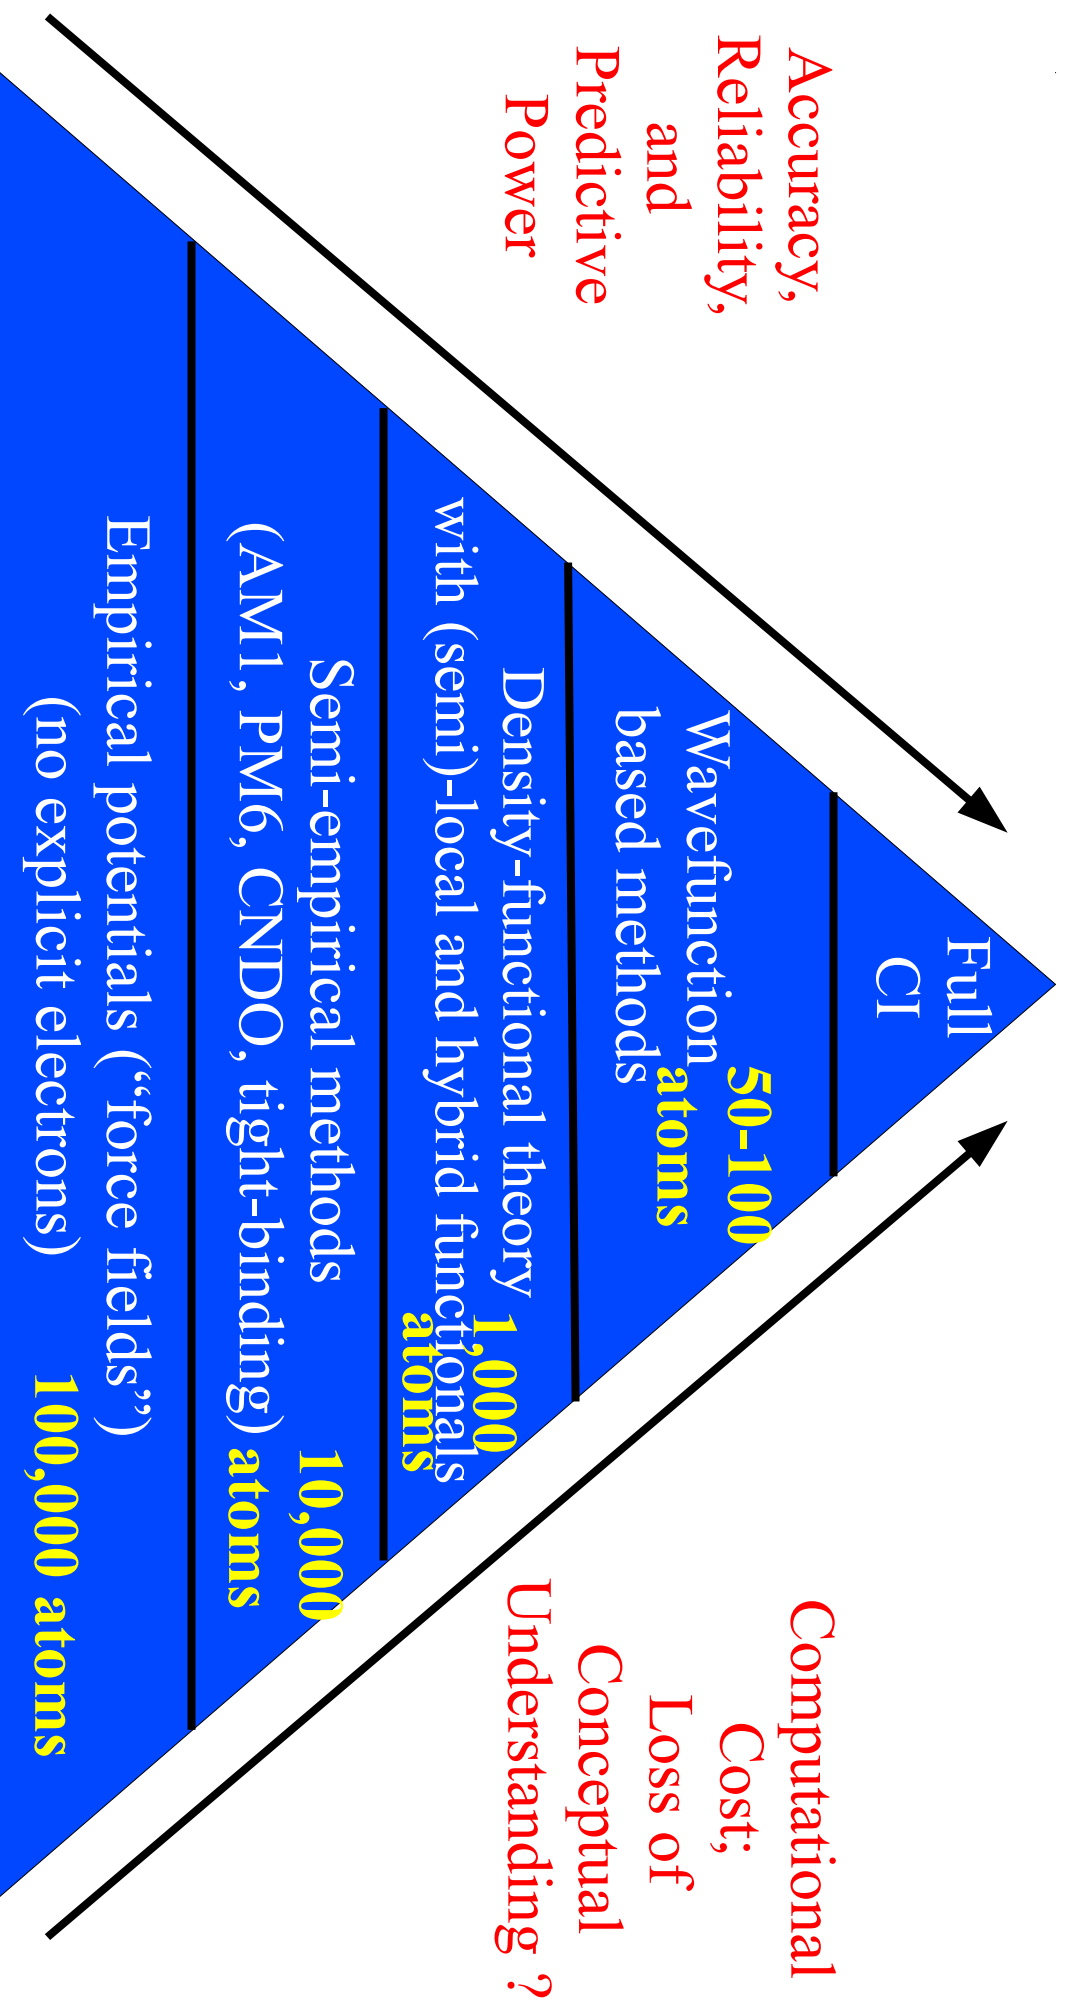 Accuracy,
Reliability,
and
Predictive
Power
Computational
Cost;
Loss of
Conceptual
Understanding ?
Full
CI
Wavefunction
based methods
50-100
atoms
Density-functional theory
with (semi)-local and hybrid functionals
1,000
atoms
Semi-empirical methods
(AM1, PM6, CNDO, tight-binding)
10,000
atoms
Empirical potentials (“force fields”)
(no explicit electrons)
100,000 atoms